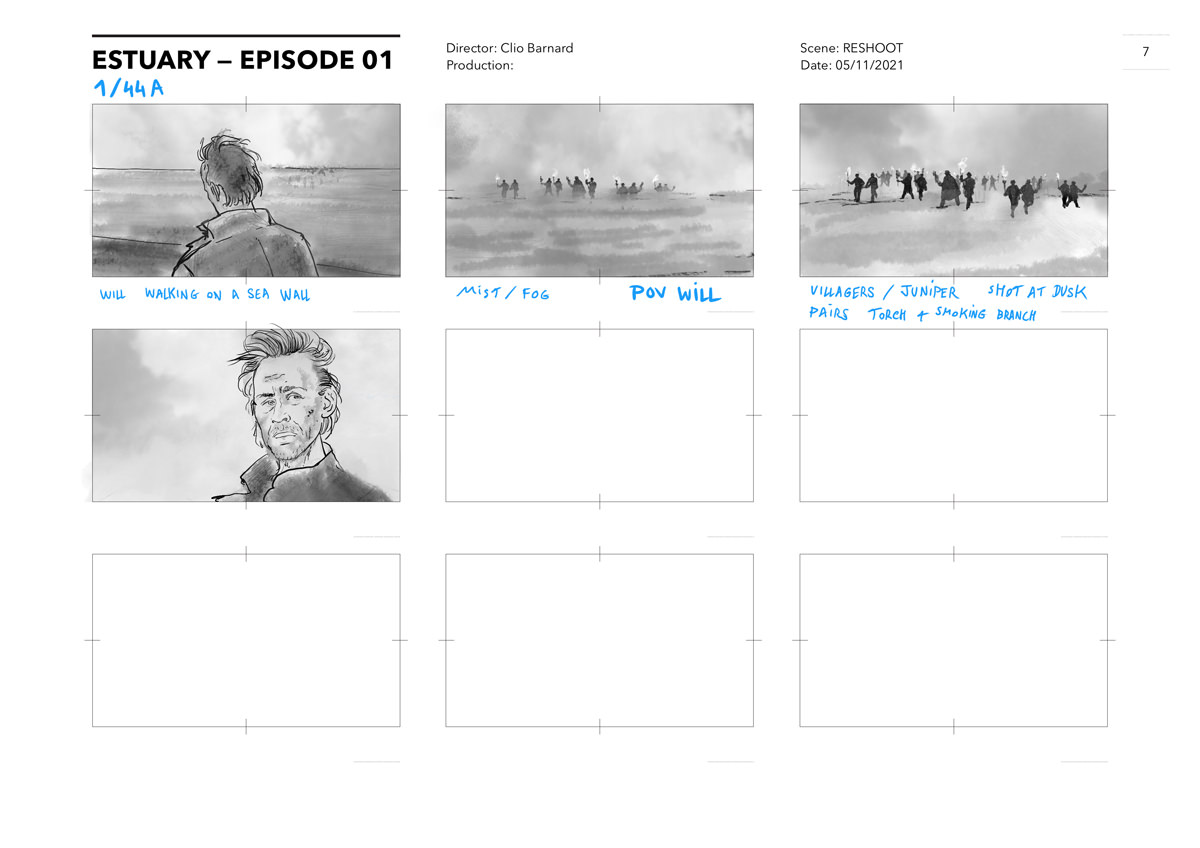 ESTUARY – EPISODE 01
Director: Clio Barnard
Production:
Scene: RESHOOT
Date: 05/11/2021
7
1/44A
WILL WALKING ON A SEA WALL
MIST / FOG POV WILL
VILLAGERS / JUNIPER SHOT AT DUSK
PAIRS TORCH + SMOKING BRANCH